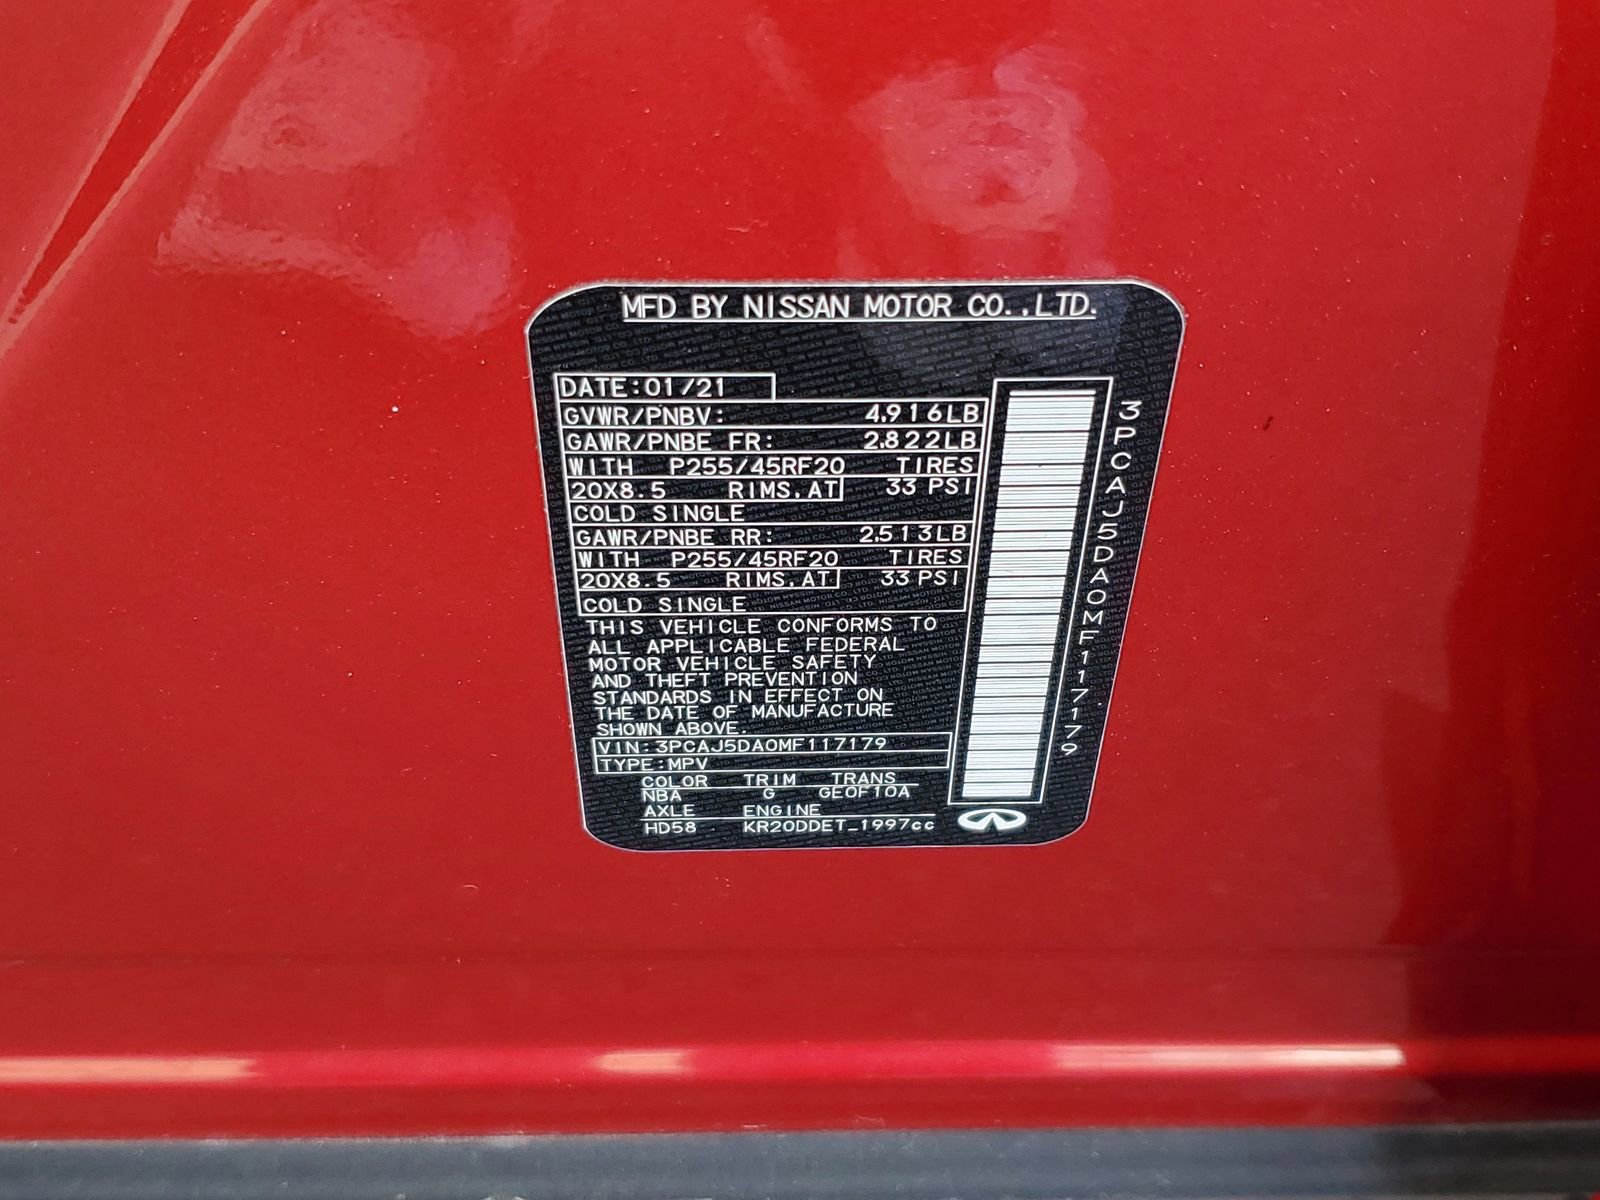 MFD BY NISSAN MOTOR CO.,LTD.
DATE:01/21
GVWR/PNBV: 4,916LB
GAWR/PNBE FR: 2,822LB
WITH P255/45RF20 TIRES
20X8.5 RIMS,AT 33 PSI
COLD SINGLE
GAWR/PNBE RR: 2,513LB
WITH P255/45RF20 TIRES
20X8.5 RIMS,AT 33 PSI
COLD SINGLE
THIS VEHICLE CONFORMS TO
ALL APPLICABLE FEDERAL
MOTOR VEHICLE SAFETY
AND THEFT PREVENTION
STANDARDS IN EFFECT ON
THE DATE OF MANUFACTURE
SHOWN ABOVE.
VIN:3PCAJ5DA0MF117179
TYPE:MPV
COLOR TRIM TRANS
NBA G GE0F10A
AXLE ENGINE
HD58 KR20DDET_1997cc
3PCAJ5DA0MF117179